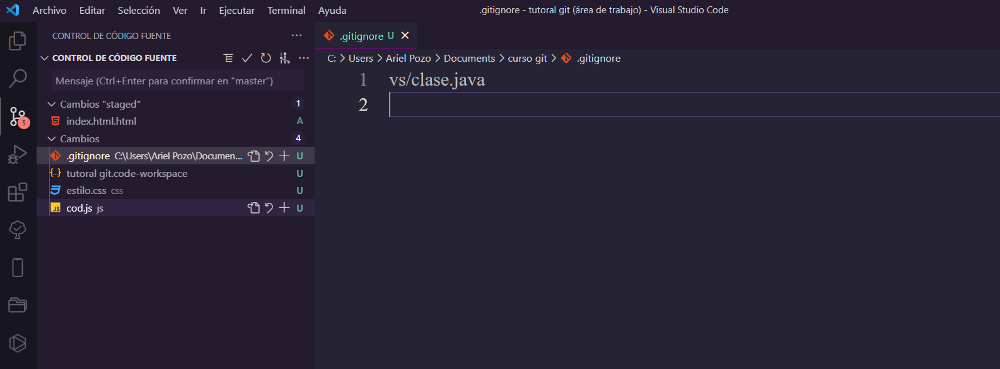 Archivo Editar Selección Ver Ir Ejecutar Terminal Ayuda
.gitignore - tutoral git (área de trabajo) - Visual Studio Code
CONTROL DE CÓDIGO FUENTE ···
CONTROL DE CÓDIGO FUENTE ···
Mensaje (Ctrl+Enter para confirmar en "master")
Cambios "staged" 1
index.html.html A
Cambios 4
.gitignore C:\Users\Ariel Pozo\Documen... U
{..} tutoral git.code-workspace U
estilo.css css U
JS cod.js js U
5
.gitignore U
C: > Users > Ariel Pozo > Documents > curso git > .gitignore
1 vs/clase.java
2